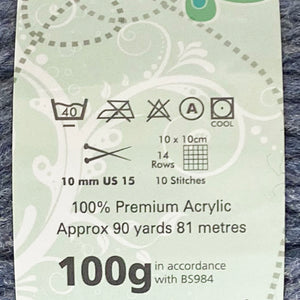 40 A
COOL
10 x 10cm
14
Rows
10 mm US 15 10 Stitches
100% Premium Acrylic
Approx 90 yards 81 metres
100g in accordance
with BS984